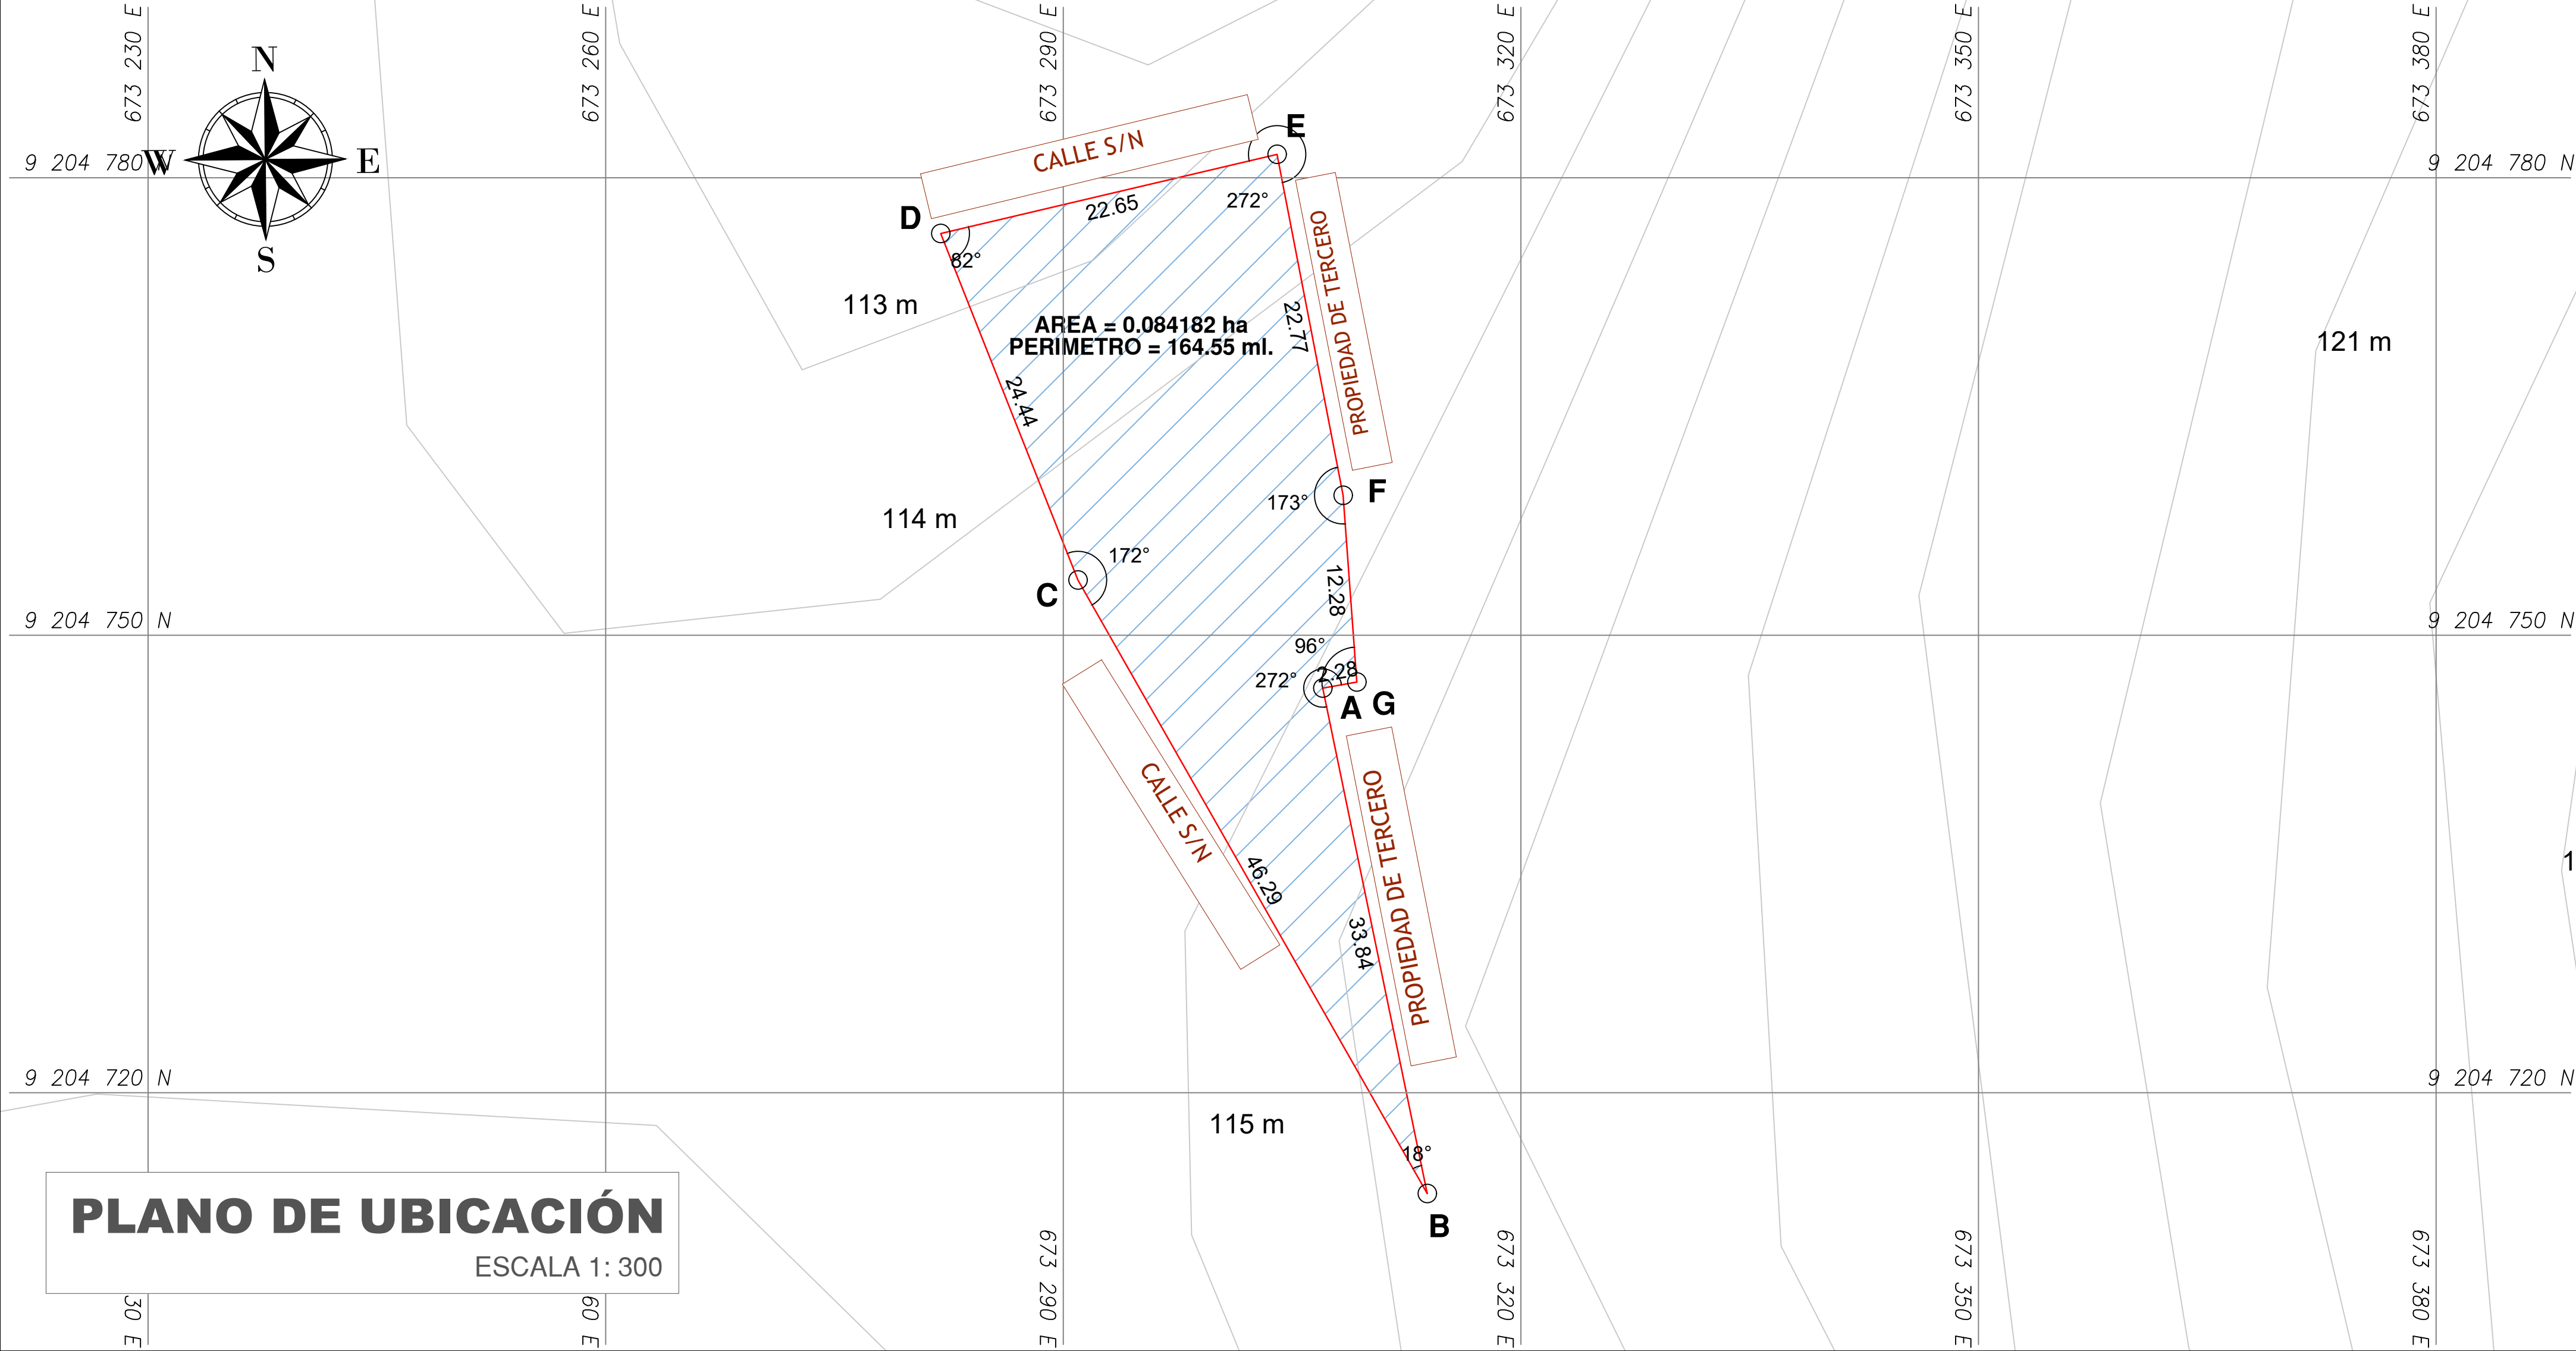 673 230 E
673 260 E
673 290 E
673 320 E
673 350 E
673 380 E
N
W
E
S
9 204 780
9 204 780 N
CALLE S/N
E
D
22.65
272°
82°
PROPIEDAD DE TERCERO
113 m
AREA = 0.084182 ha
PERIMETRO = 164.55 ml.
22.77
121 m
24.44
F
173°
114 m
172°
C
12.28
9 204 750 N
9 204 750 N
96°
2.28
272°
A
G
CALLE S/N
PROPIEDAD DE TERCERO
46.29
33.84
1
9 204 720 N
9 204 720 N
115 m
18°
B
PLANO DE UBICACIÓN
ESCALA 1: 300
30 E
60 E
673 290 E
673 320 E
673 350 E
673 380 E